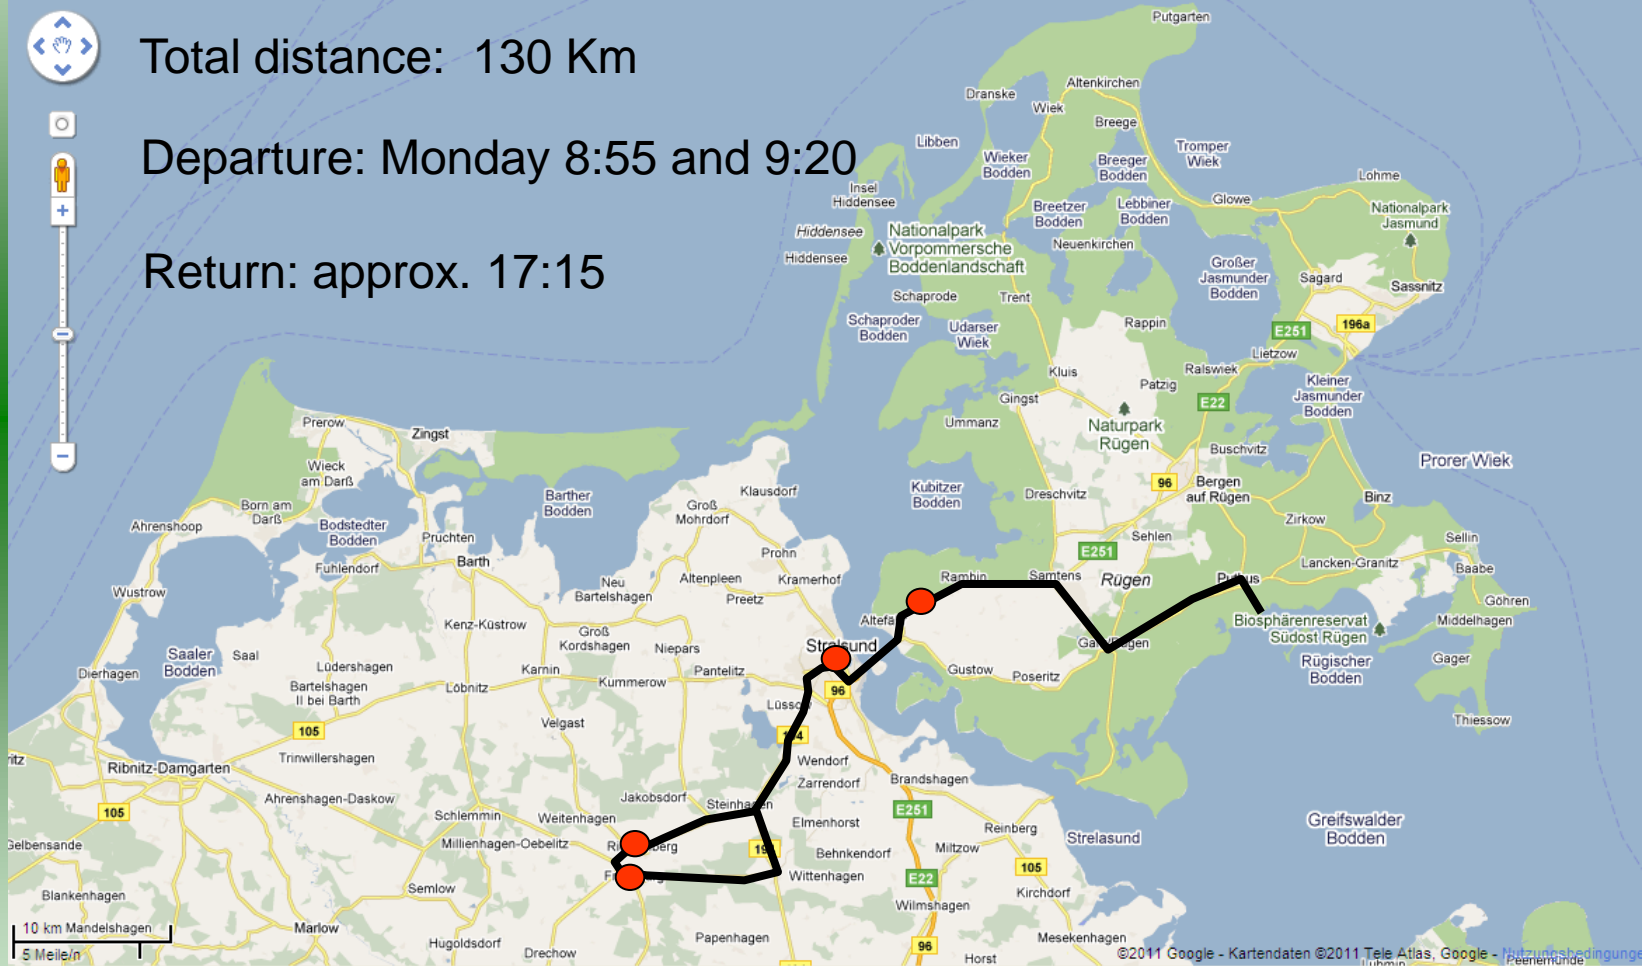 Total distance: 130 Km
Departure: Monday 8:55 and 9:20
Return: approx. 17:15
Putgarten
Altenkirchen
Dranske
Wiek
Breege
Libben
Wieker
Bodden
Breeger
Bodden
Tromper
Wiek
Lohme
Insel
Hiddensee
Breetzer
Bodden
Lebbiner
Bodden
Glowe
Nationalpark
Jasmund
Hiddensee
Nationalpark
Vorpommersche
Boddenlandschaft
Neuenkirchen
Hiddensee
Großer
Jasmunder
Bodden
Sagard
Sassnitz
Schaprode
Trent
Schaproder
Bodden
Udarser
Wiek
Rappin
E251
196a
Lietzow
Kluis
Ralswiek
Patzig
Kleiner
Jasmunder
Bodden
Gingst
E22
Prerow
Zingst
Ummanz
Naturpark
Rügen
Buschvitz
Prorer Wiek
Wieck
am Darß
Barther
Bodden
Klausdorf
Kubitzer
Bodden
Dreschvitz
96
Bergen
auf Rügen
Binz
Born am
Darß
Groß
Mohrdorf
Ahrenshoop
Bodstedter
Bodden
Pruchten
Zirkow
Sehlen
Sellin
Prohn
E251
Fuhlendorf
Barth
Lancken-Granitz
Baabe
Neu
Bartelshagen
Altenpleen
Kramerhof
Rambin
Samtens
Rügen
Putbus
Wustrow
Preetz
Göhren
Kenz-Küstrow
Biosphärenreservat
Südost Rügen
Middelhagen
Groß
Kordshagen
Niepars
Stralsund
Saaler
Bodden
Saal
Lüdershagen
Karnin
Pantelitz
Gustow
Poseritz
Rügischer
Bodden
Gager
Dierhagen
Bartelshagen
II bei Barth
Löbnitz
Kummerow
96
Lüssow
Thiessow
105
Velgast
Trinwillershagen
Wendorf
Ribnitz-Damgarten
Zarrendorf
Brandshagen
Ahrenshagen-Daskow
Jakobsdorf
Steinhagen
105
Schlemmin
Weitenhagen
Elmenhorst
E251
Reinberg
Greifswalder
Bodden
Gelbensande
Millienhagen-Oebelitz
Behnkendorf
Miltzow
Strelasund
105
Semlow
Wittenhagen
E22
Kirchdorf
Blankenhagen
Wilmshagen
10 km
Mandelshagen
Marlow
Hugoldsdorf
Papenhagen
96
Mesekenhagen
5 Meile/n
Drechow
Horst
©2011 Google - Kartendaten ©2011 Tele Atlas, Google - Nutzungsbedingunge
Peenemünde